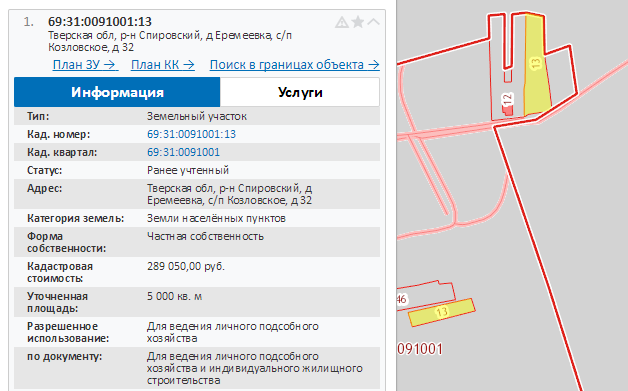 1. 69:31:0091001:13
Тверская обл, р-н Спировский, д Еремеевка, с/п
Козловское, д 32
План ЗУ → План КК → Поиск в границах объекта →
Информация Услуги
Тип: Земельный участок
Кад. номер: 69:31:0091001:13
Кад. квартал: 69:31:0091001
Статус: Ранее учтенный
Адрес: Тверская обл, р-н Спировский, д
Еремеевка, с/п Козловское, д 32
Категория земель: Земли населённых пунктов
Форма
собственности: Частная собственность
Кадастровая
стоимость: 289 050,00 руб.
Уточненная
площадь: 5 000 кв. м
Разрешенное
использование: Для ведения личного подсобного
хозяйства
по документу: Для ведения личного подсобного
хозяйства и индивидуального жилищного
строительства
13
12
46
13
091001